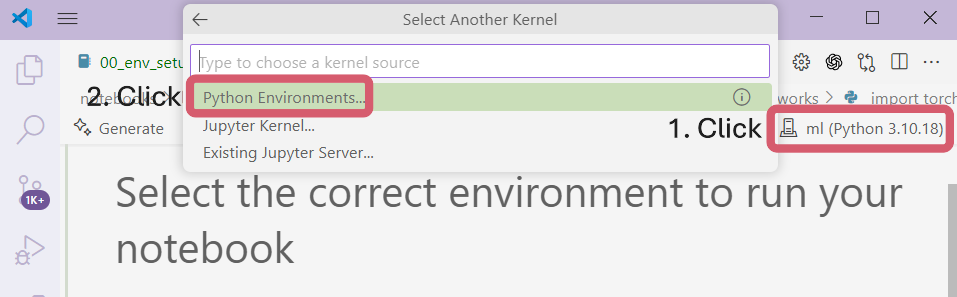 Select Another Kernel
00_env_setu
Type to choose a kernel source
notebooks
2. Click
Python Environments...
works > import torch
Generate
Jupyter Kernel...
1. Click
ml (Python 3.10.18)
Existing Jupyter Server...
Select the correct environment to run your
notebook
1K+